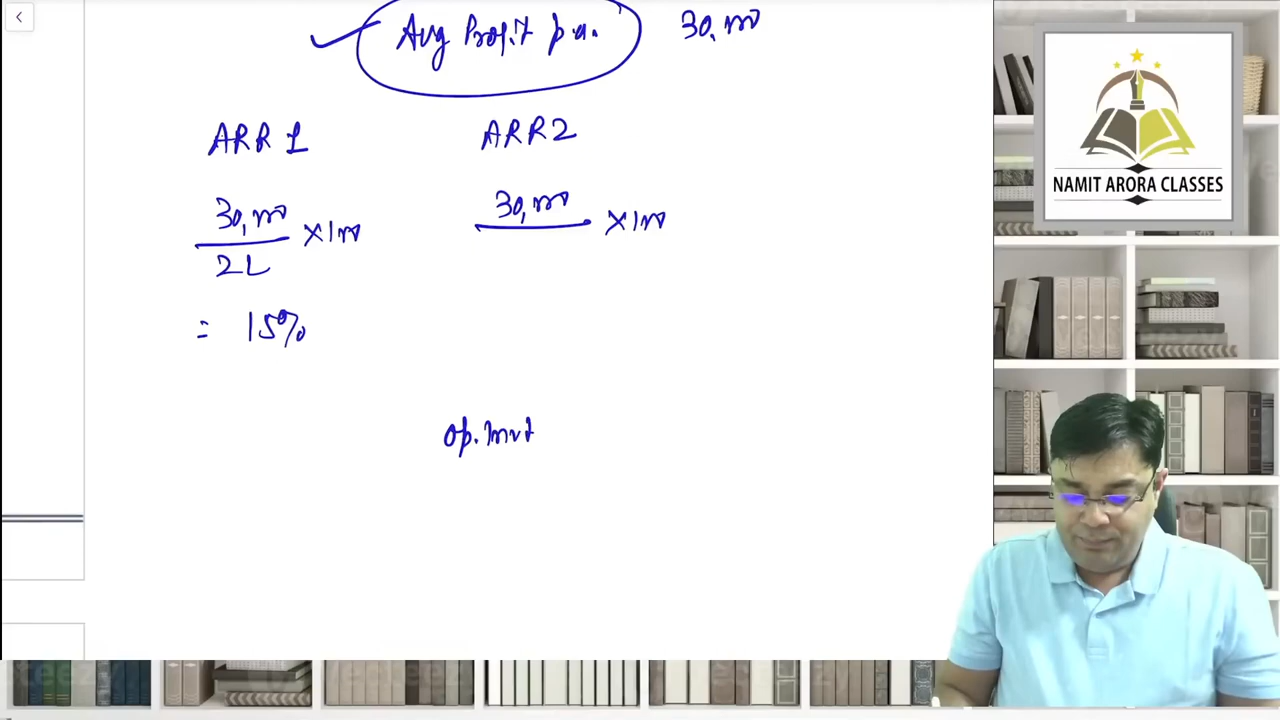 Avg Profit p.a. 30,000
ARR 1 ARR 2
30,000 / 2L ×100 30,000 ×100
= 15%
op. Invt
NAMIT ARORA CLASSES